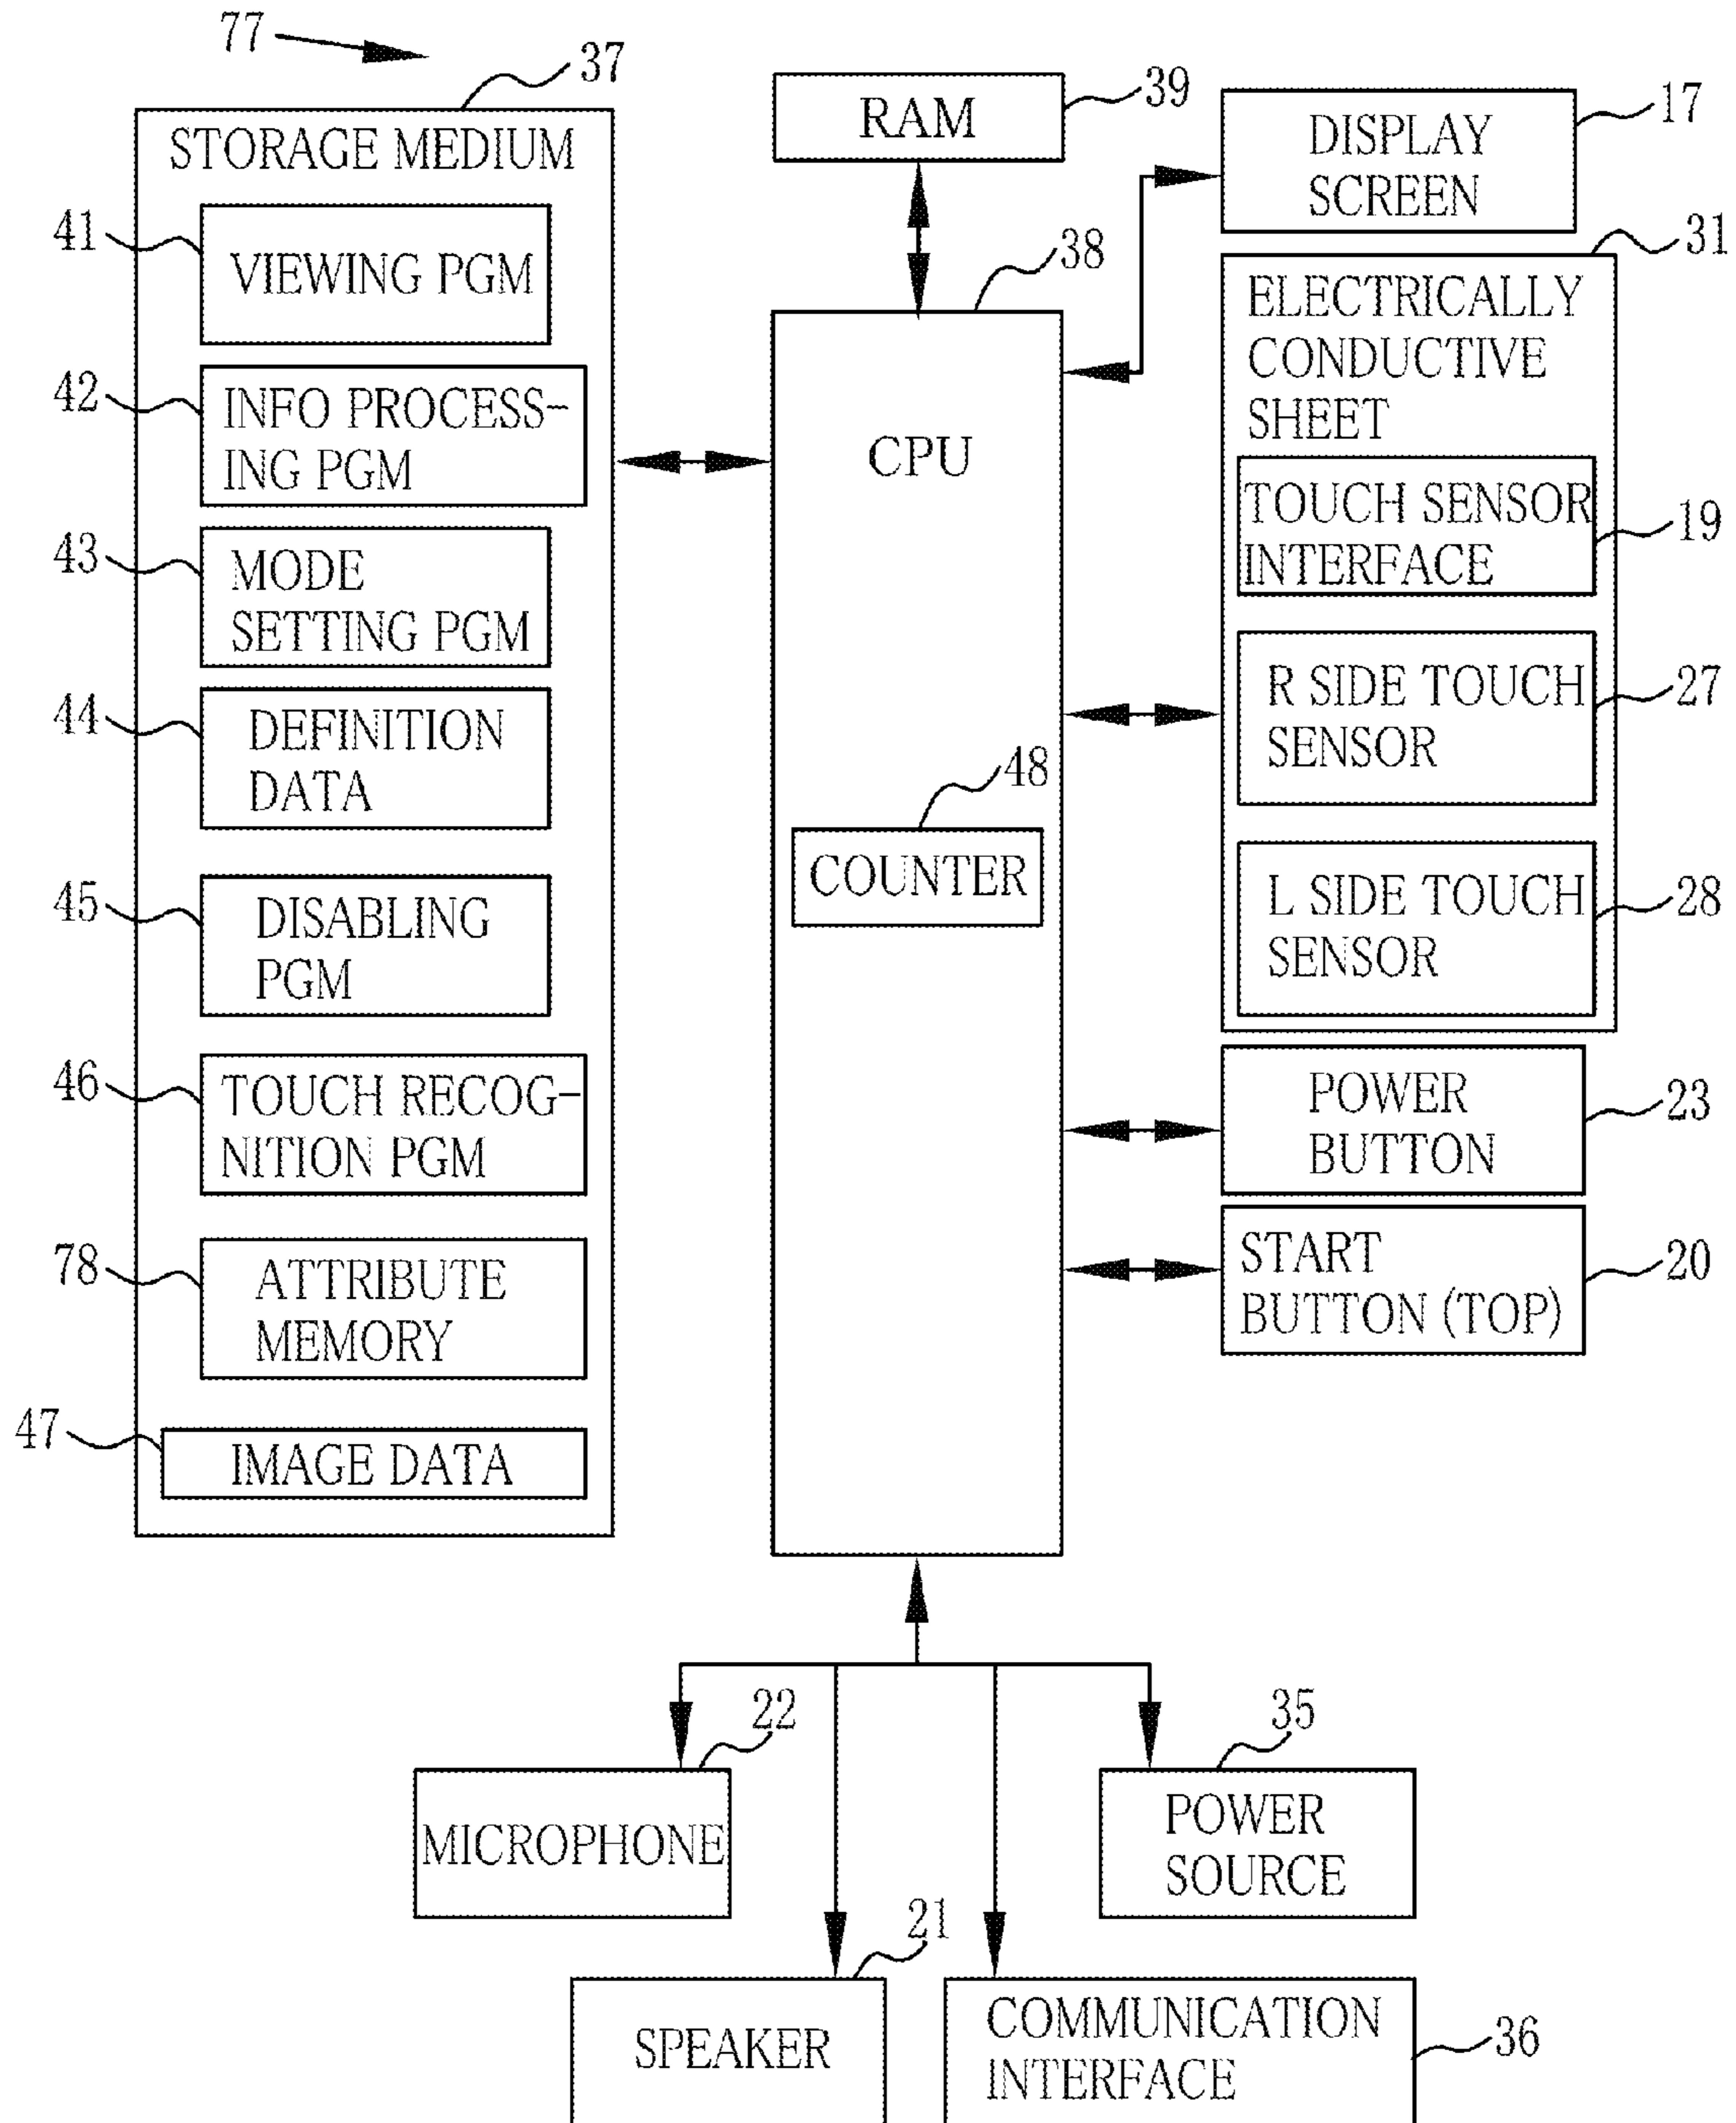 77
37
STORAGE MEDIUM
41
VIEWING PGM
42
INFO PROCESS-
ING PGM
43
MODE
SETTING PGM
44
DEFINITION
DATA
45
DISABLING
PGM
46
TOUCH RECOG-
NITION PGM
78
ATTRIBUTE
MEMORY
47
IMAGE DATA
RAM
39
38
CPU
48
COUNTER
DISPLAY
SCREEN
17
31
ELECTRICALLY
CONDUCTIVE
SHEET
TOUCH SENSOR
INTERFACE
19
R SIDE TOUCH
SENSOR
27
L SIDE TOUCH
SENSOR
28
POWER
BUTTON
23
START
BUTTON (TOP)
20
22
MICROPHONE
35
POWER
SOURCE
21
SPEAKER
COMMUNICATION
INTERFACE
36